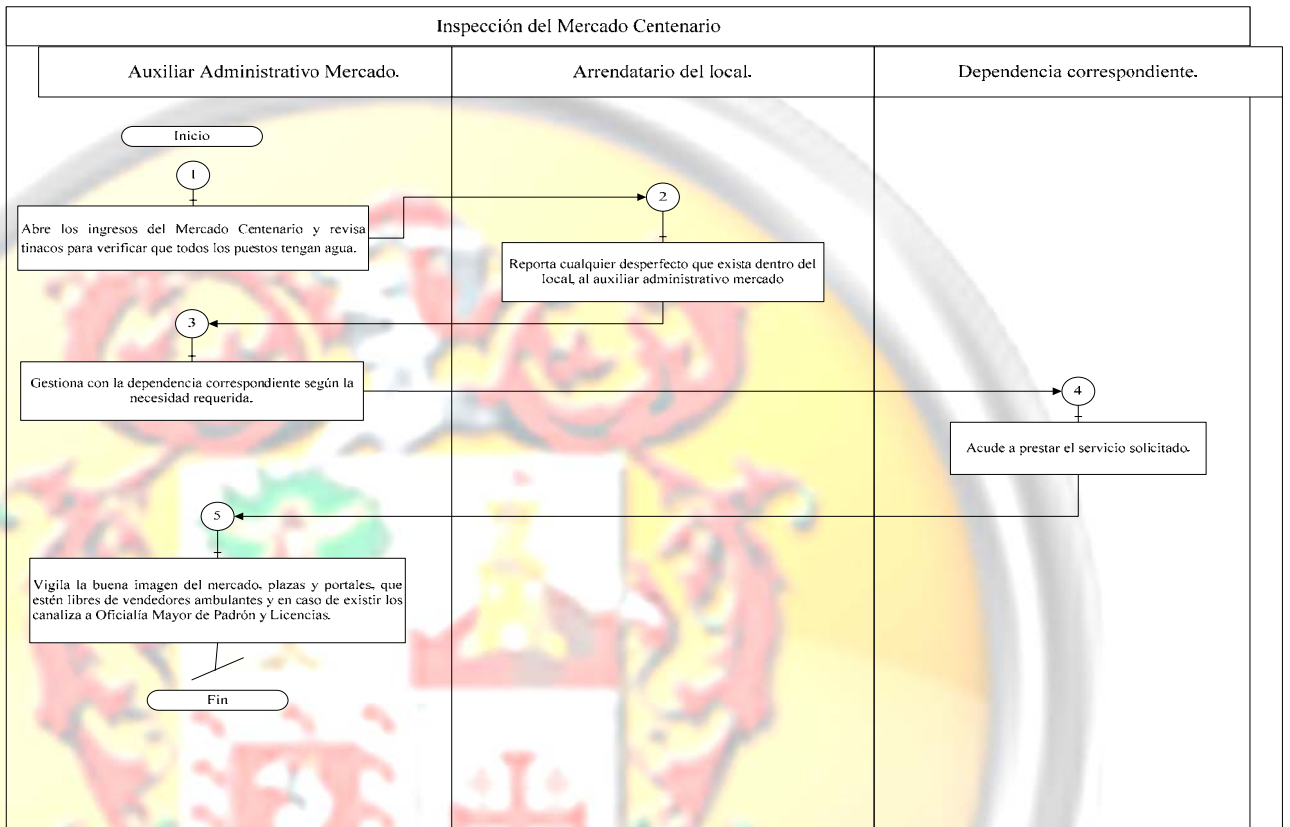 Inspección del Mercado Centenario
Auxiliar Administrativo Mercado.
Arrendatario del local.
Dependencia correspondiente.
Inicio
1
Abre los ingresos del Mercado Centenario y revisa
tinacos para verificar que todos los puestos tengan agua.
2
Reporta cualquier desperfecto que exista dentro del
local, al auxiliar administrativo mercado
3
Gestiona con la dependencia correspondiente según la
necesidad requerida.
4
Acude a prestar el servicio solicitado.
5
Vigila la buena imagen del mercado, plazas y portales, que
estén libres de vendedores ambulantes y en caso de existir los
canaliza a Oficialía Mayor de Padrón y Licencias.
Fin